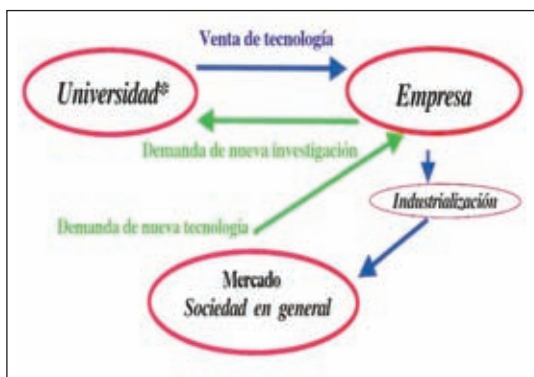 Venta de tecnología
Universidad*
Empresa
Demanda de nueva investigación
Industrialización
Demanda de nueva tecnología
Mercado
Sociedad en general